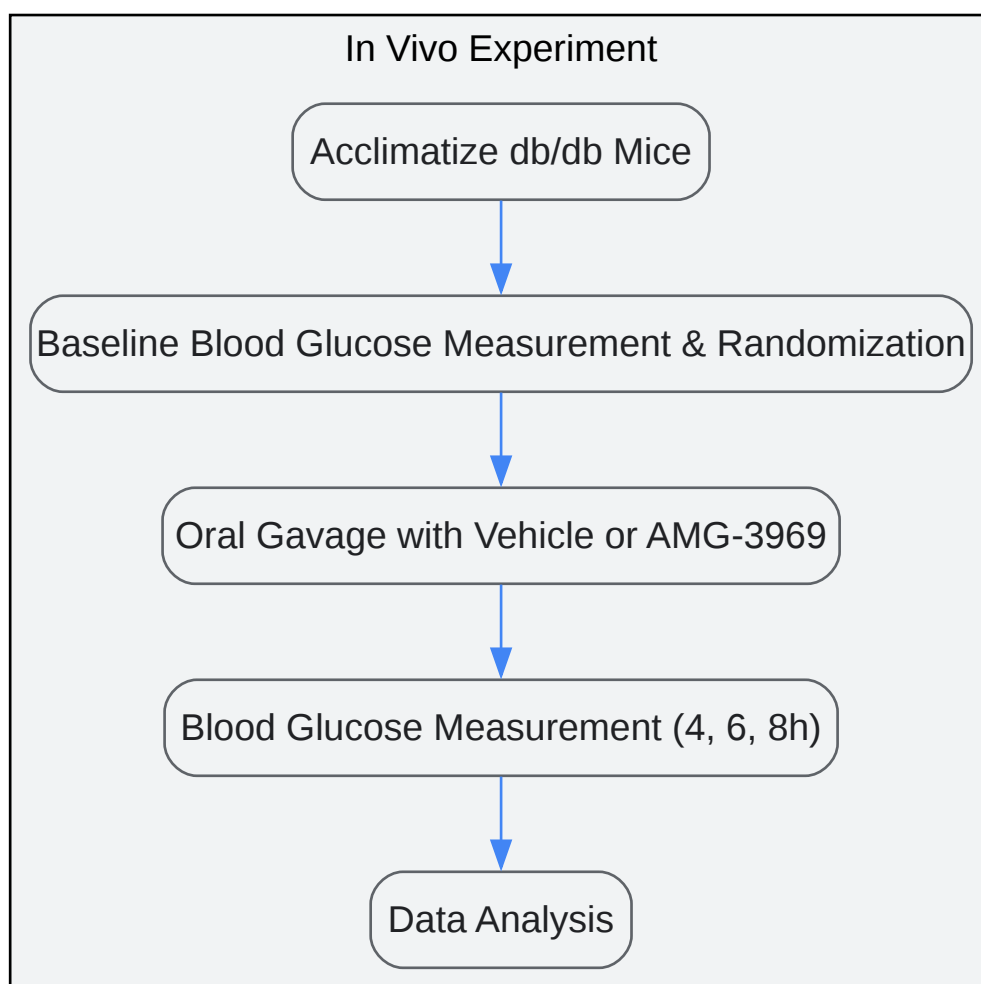 In Vivo Experiment
Acclimatize db/db Mice
Baseline Blood Glucose Measurement & Randomization
Oral Gavage with Vehicle or AMG-3969
Blood Glucose Measurement (4, 6, 8h)
Data Analysis